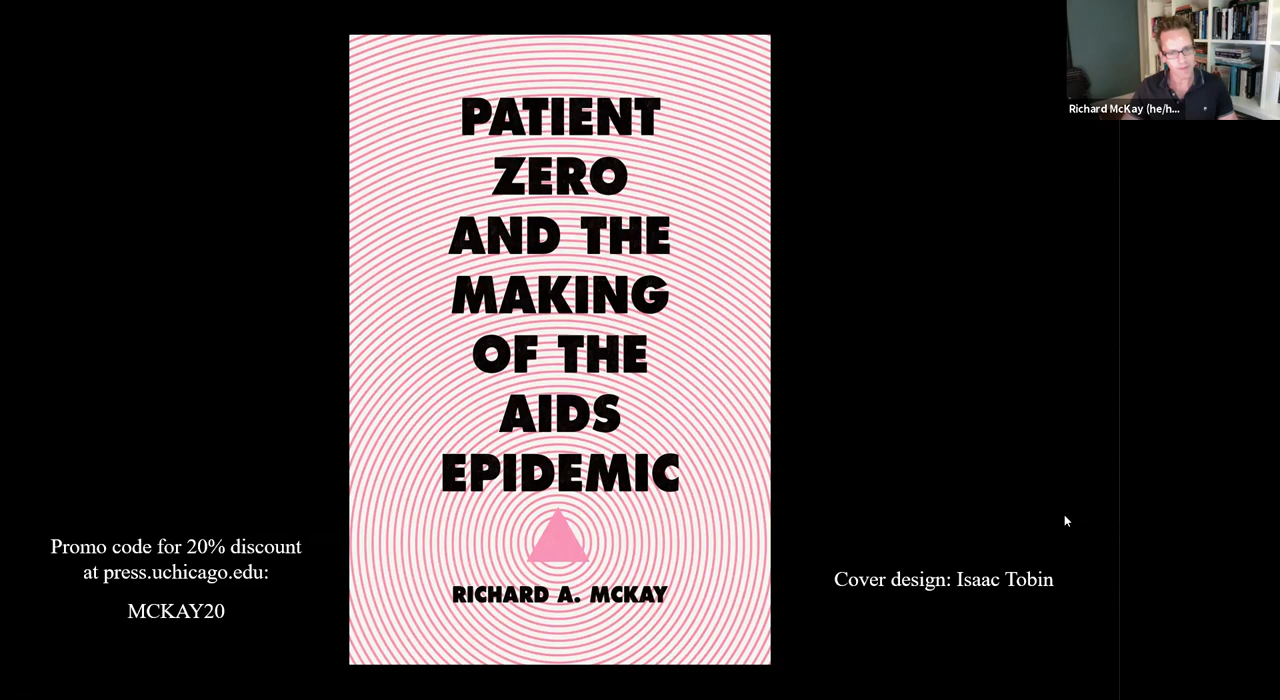 PATIENT
ZERO
AND THE
MAKING
OF THE
AIDS
EPIDEMIC
RICHARD A. MCKAY
Promo code for 20% discount
at press.uchicago.edu:
MCKAY20
Cover design: Isaac Tobin
Richard McKay (he/h...